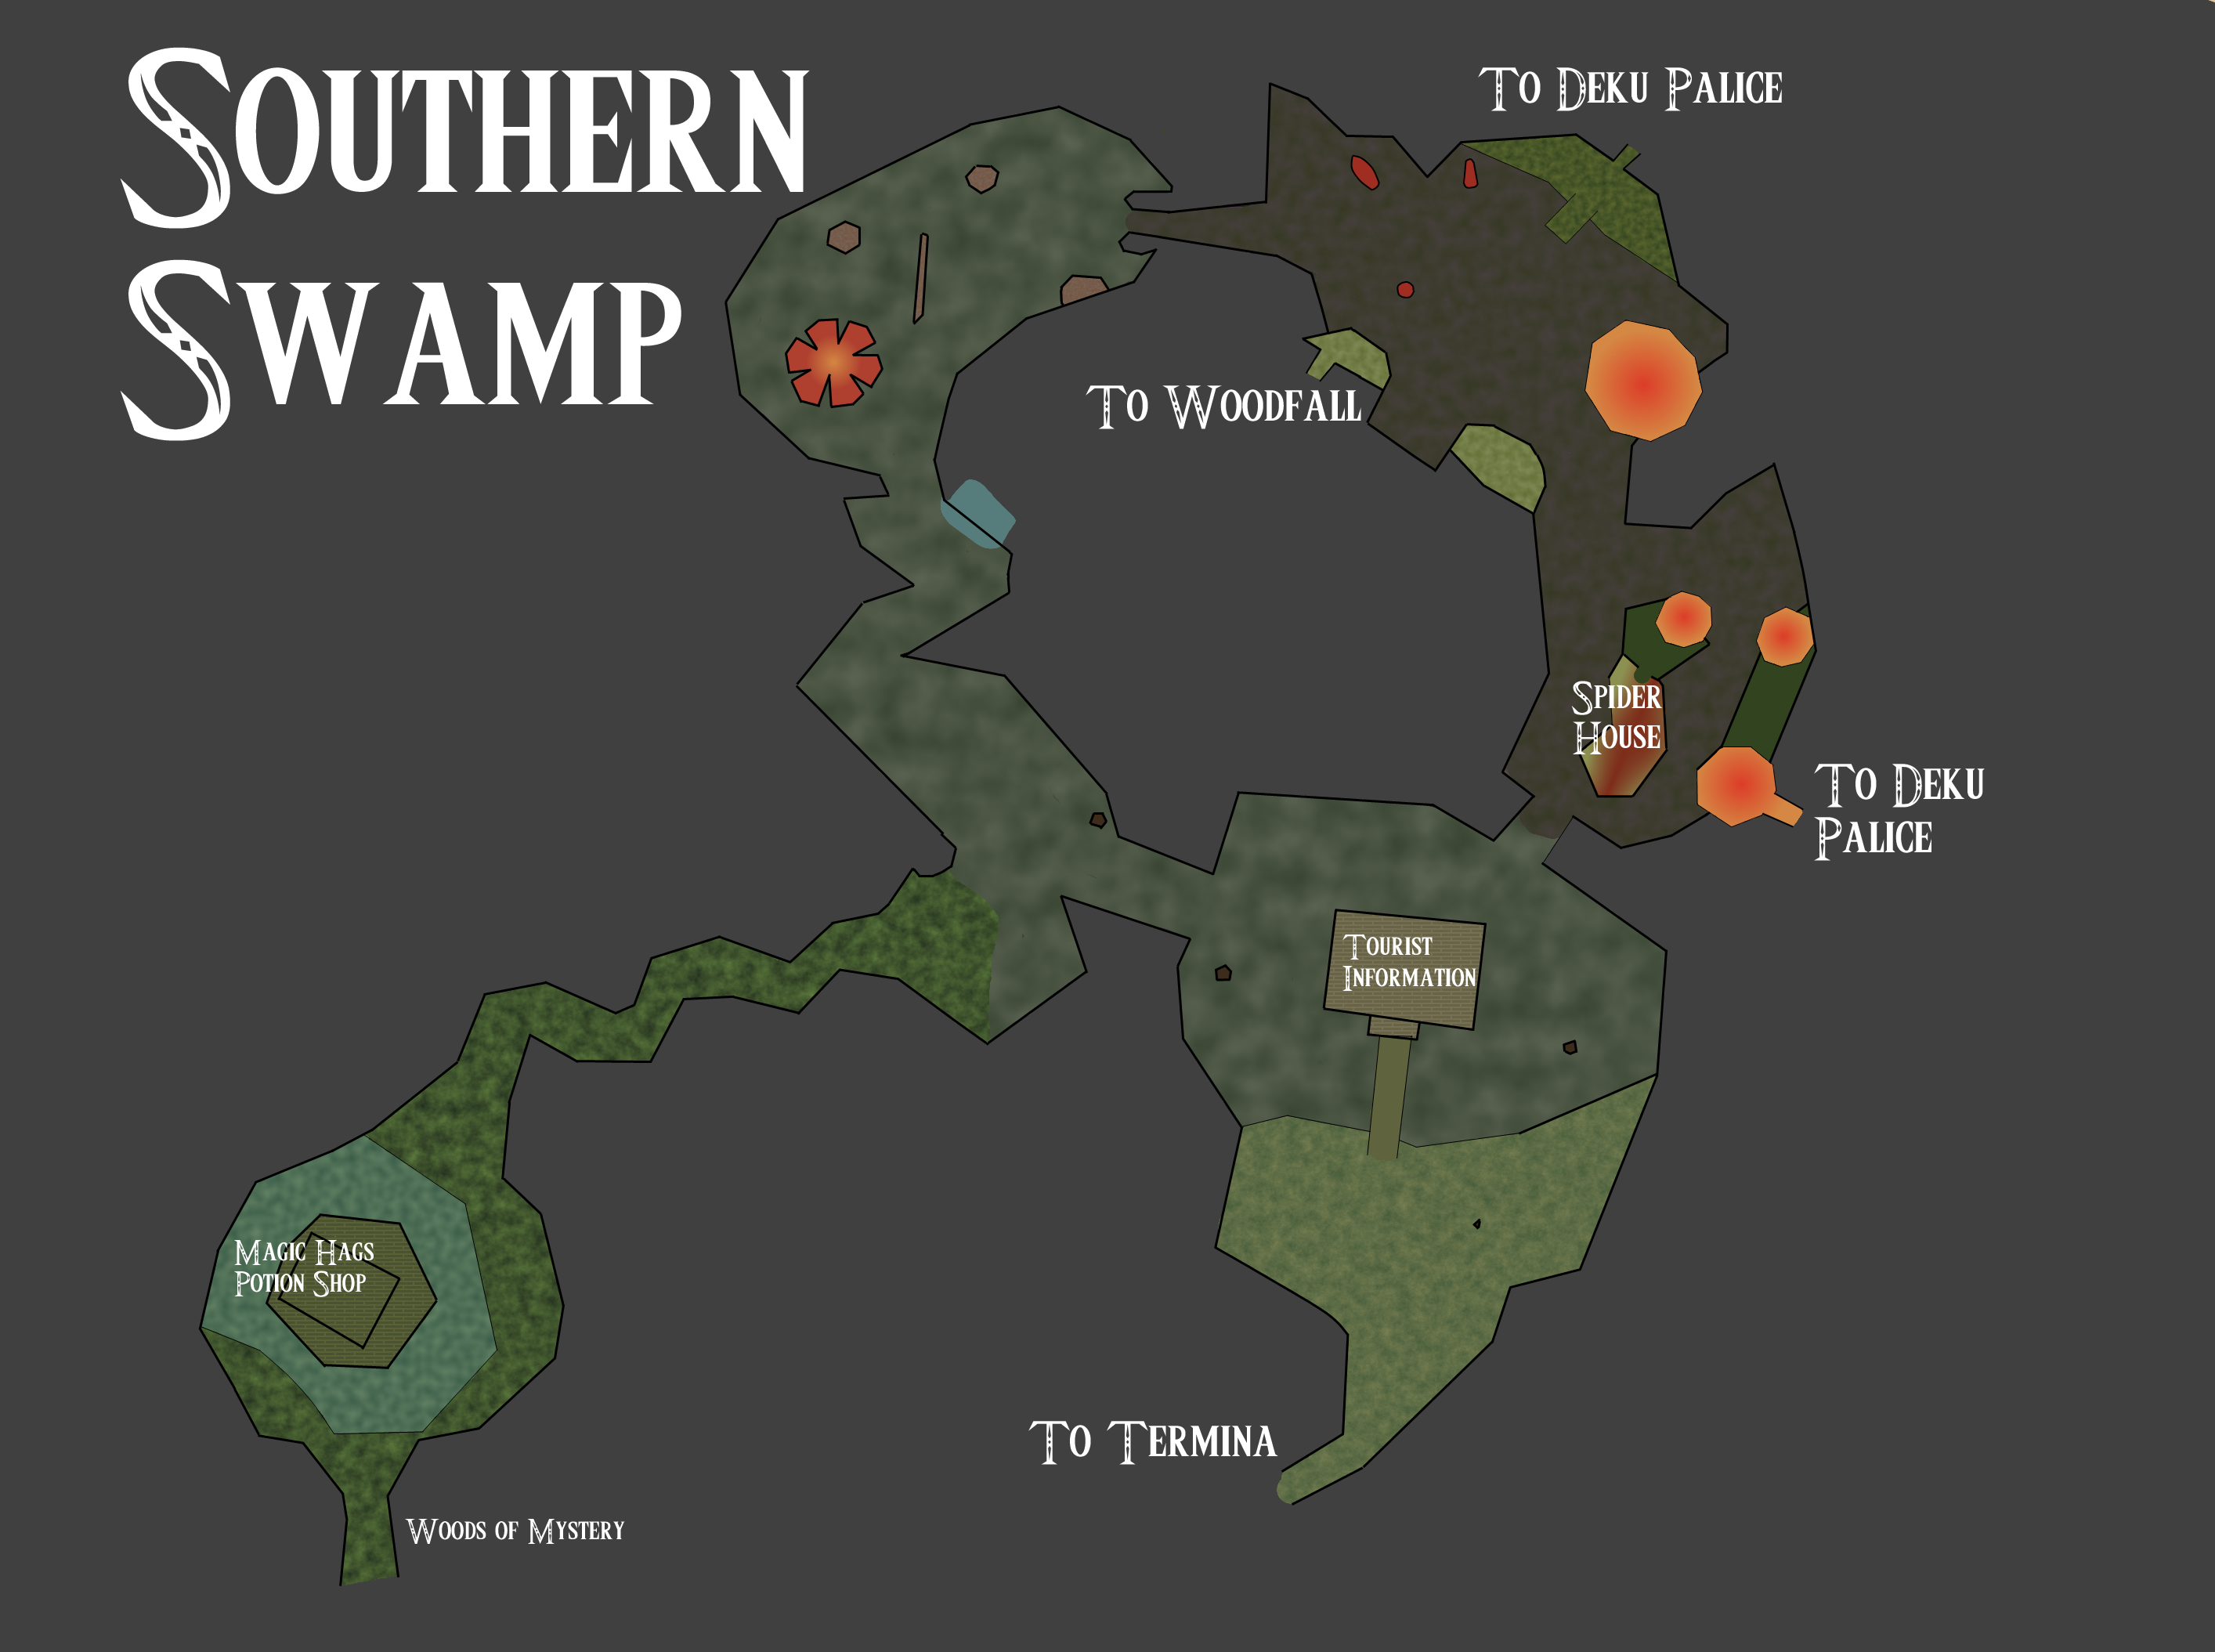 Southern
Swamp
To Deku Palice
To Woodfall
Spider
House
To Deku
Palice
Tourist
Information
Magic Hags
Potion Shop
To Termina
Woods of Mystery